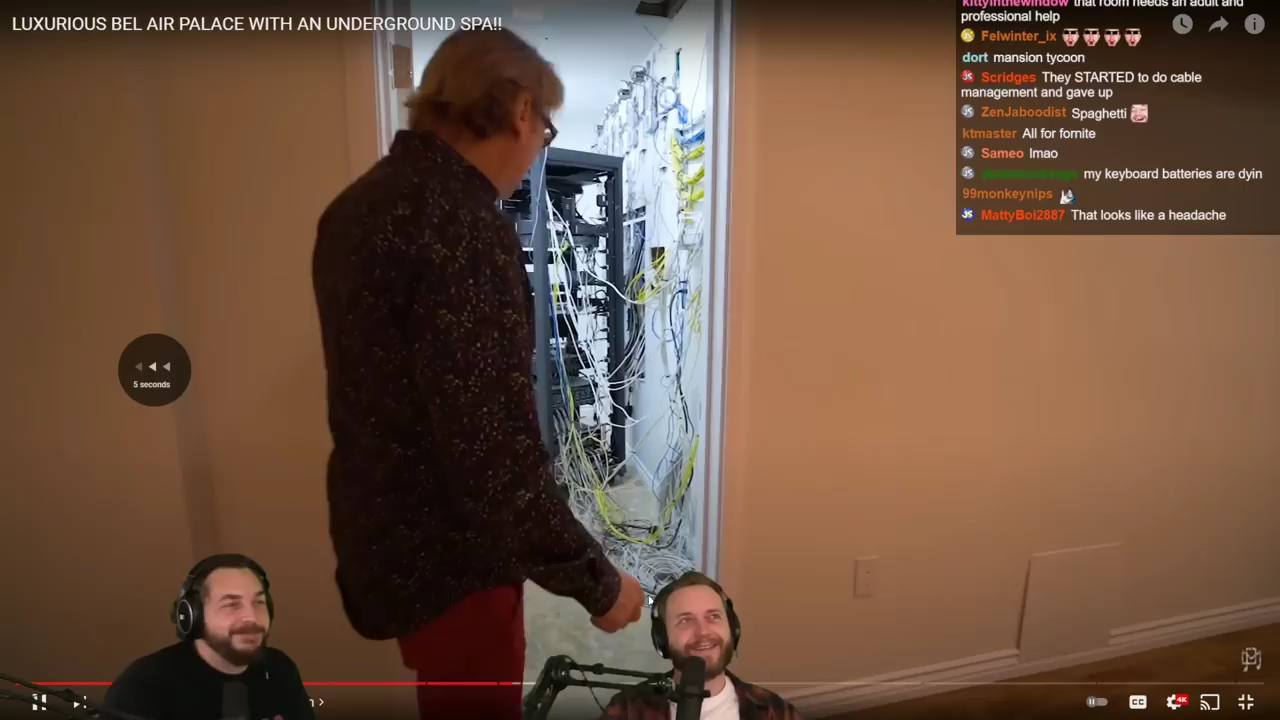 LUXURIOUS BEL AIR PALACE WITH AN UNDERGROUND SPA!!
kittyinthewindow that room needs an adult and
professional help
Felwinter_ix
dort mansion tycoon
Scridges They STARTED to do cable
management and gave up
ZenJaboodist Spaghetti
ktmaster All for fornite
Sameo lmao
my keyboard batteries are dyin
99monkeynips
MattyBoi2887 That looks like a headache
5 seconds
CC
4K